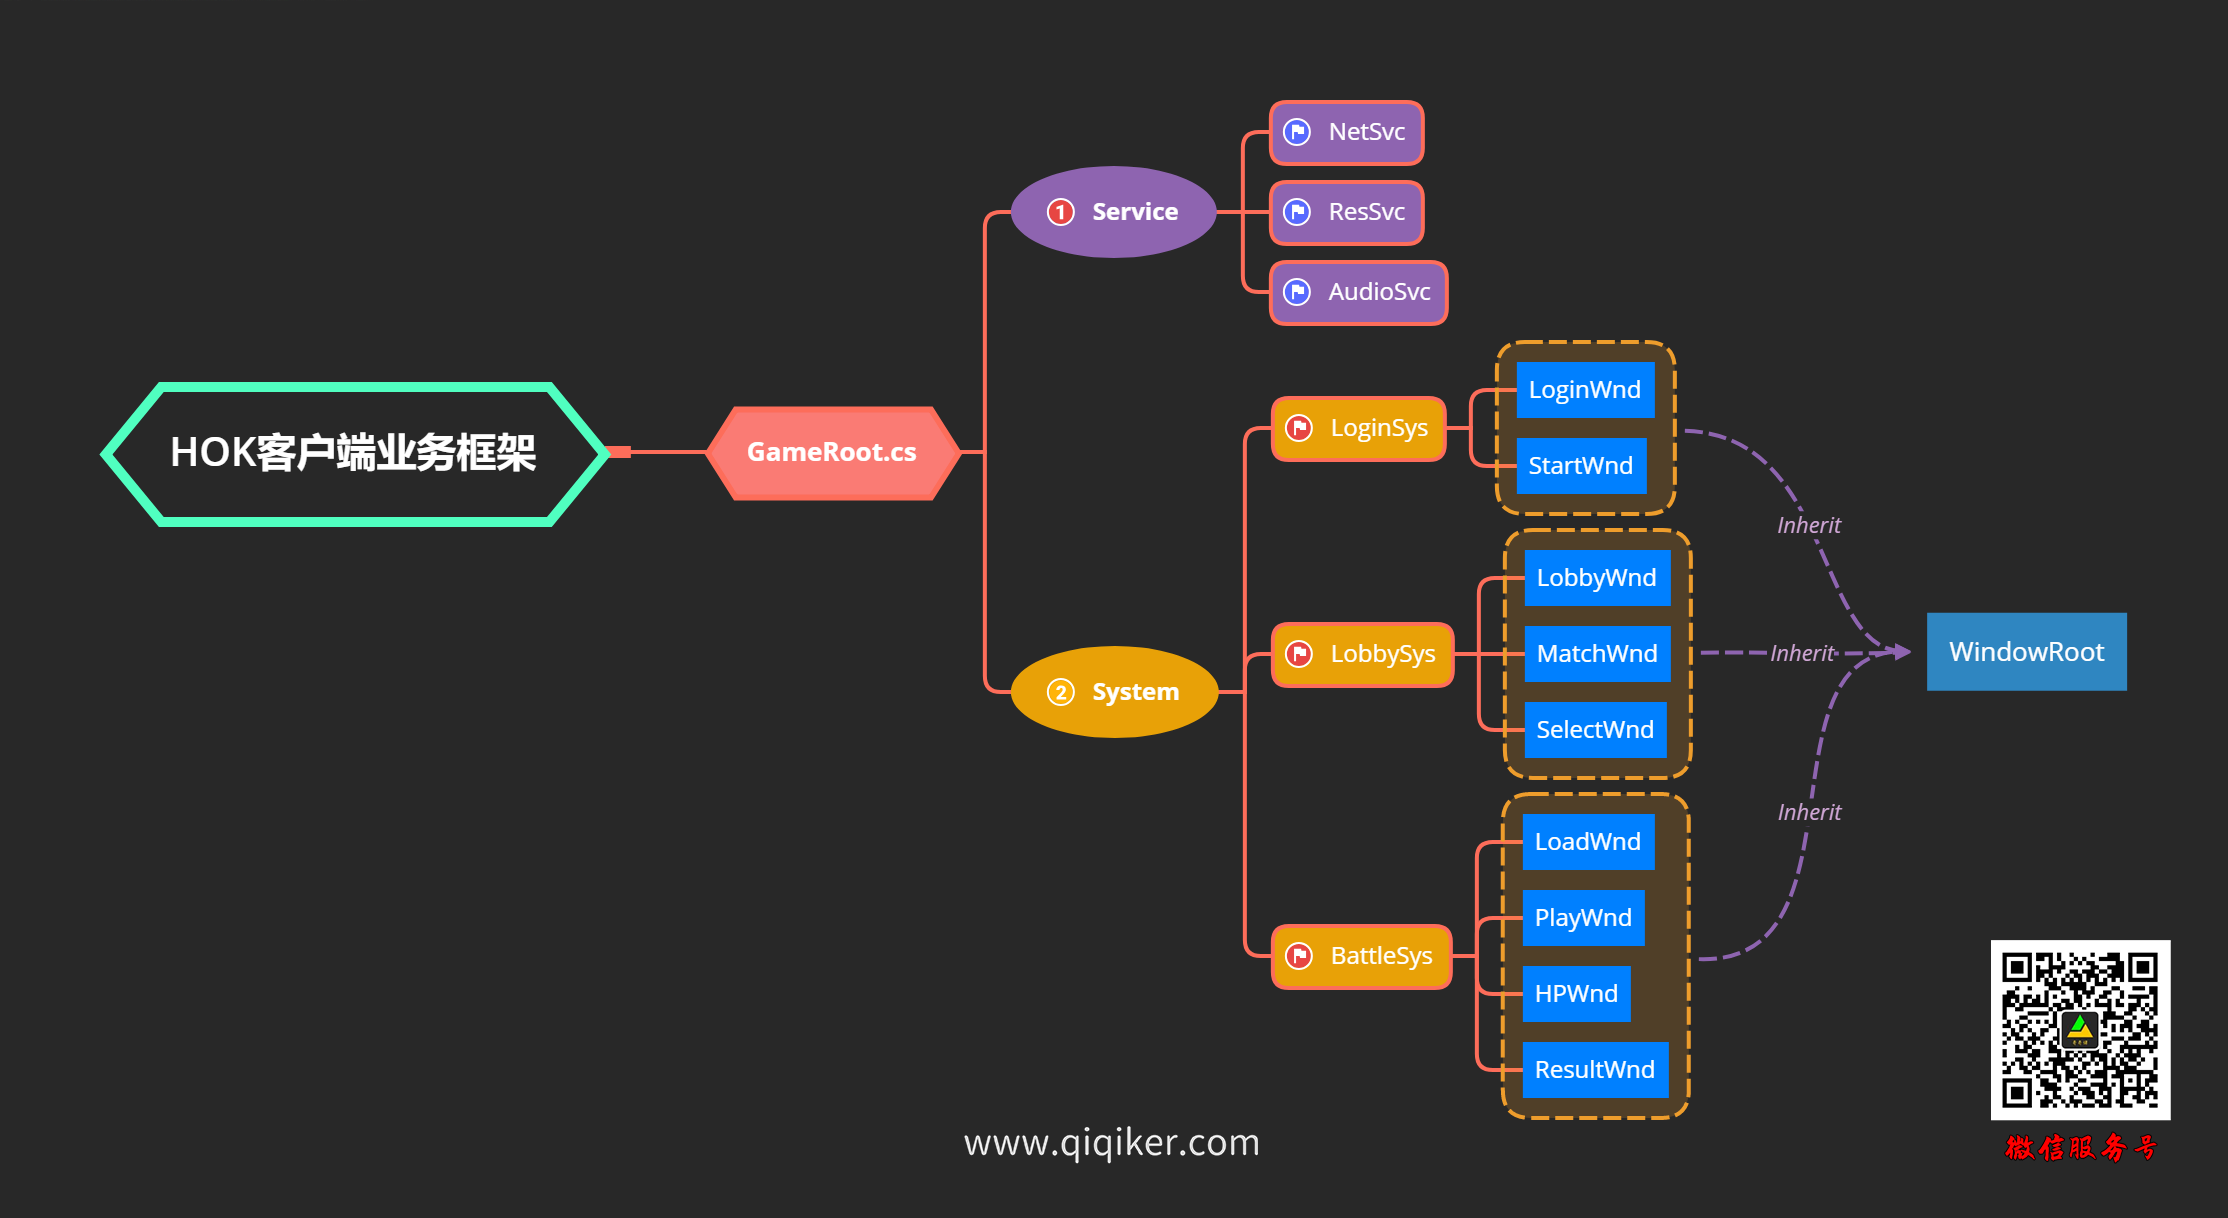 HOK客户端业务框架
GameRoot.cs
1 Service
NetSvc
ResSvc
AudioSvc
2 System
LoginSys
LoginWnd
StartWnd
LobbySys
LobbyWnd
MatchWnd
SelectWnd
BattleSys
LoadWnd
PlayWnd
HPWnd
ResultWnd
Inherit
Inherit
Inherit
WindowRoot
www.qiqiker.com
微信服务号